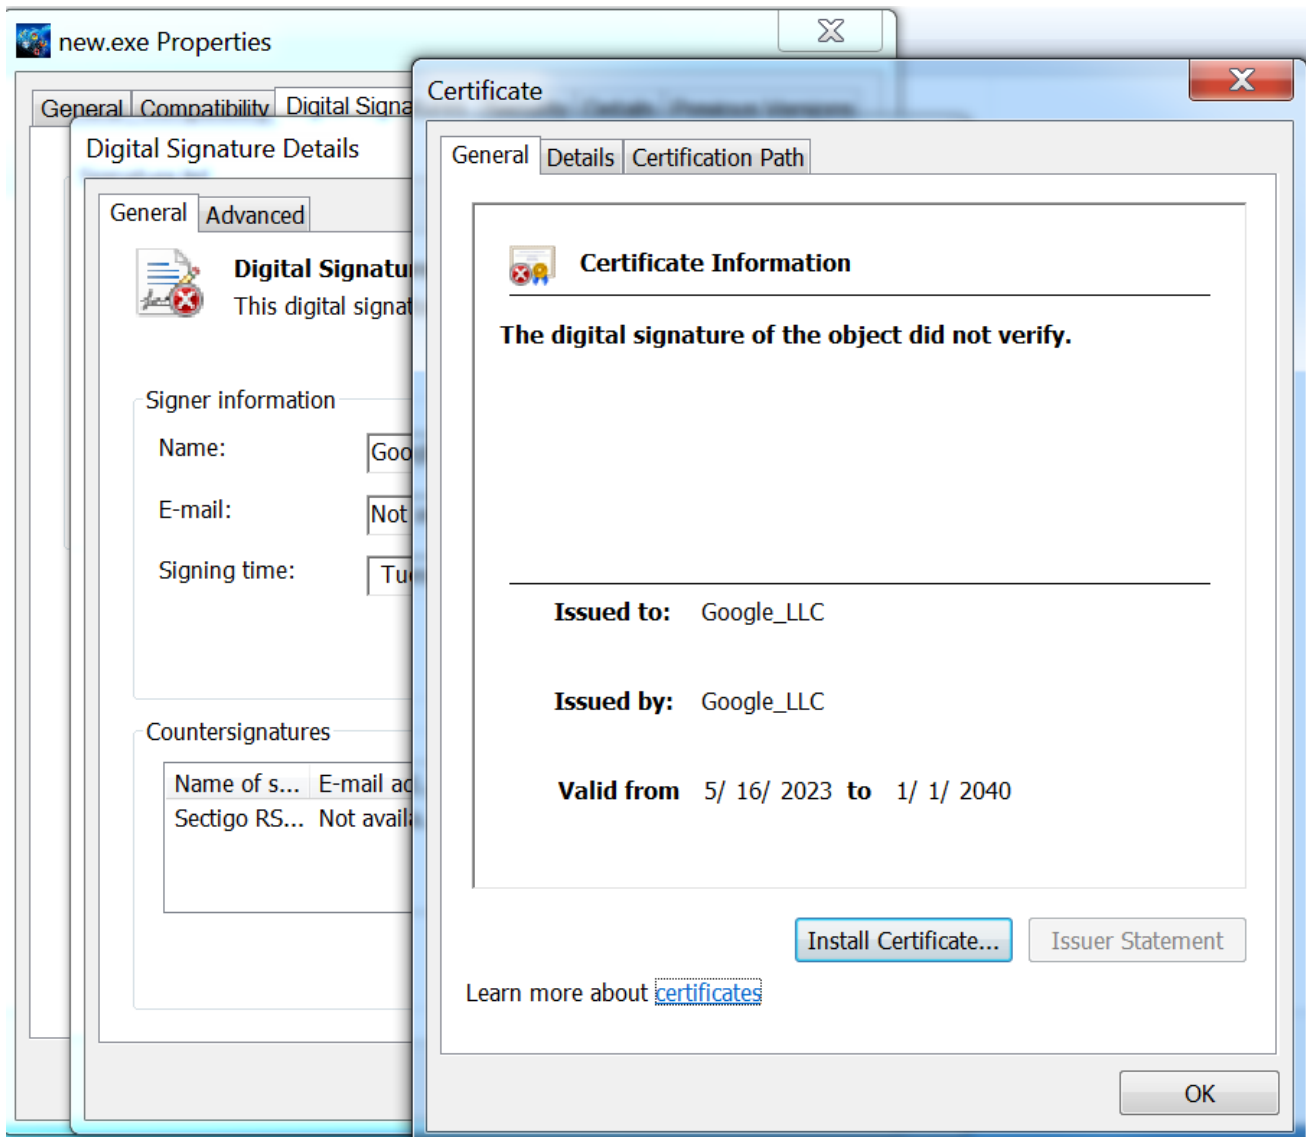 new.exe Properties
General Compatibility Digital Signa
Digital Signature Details
General Advanced
Digital Signatu
This digital signat
Signer information
Name: Goo
E-mail: Not
Signing time: Tu
Countersignatures
Name of s... E-mail ad
Sectigo RS... Not avail
Certificate
General Details Certification Path
Certificate Information
The digital signature of the object did not verify.
Issued to: Google_LLC
Issued by: Google_LLC
Valid from 5/ 16/ 2023 to 1/ 1/ 2040
Install Certificate... Issuer Statement
Learn more about certificates
OK